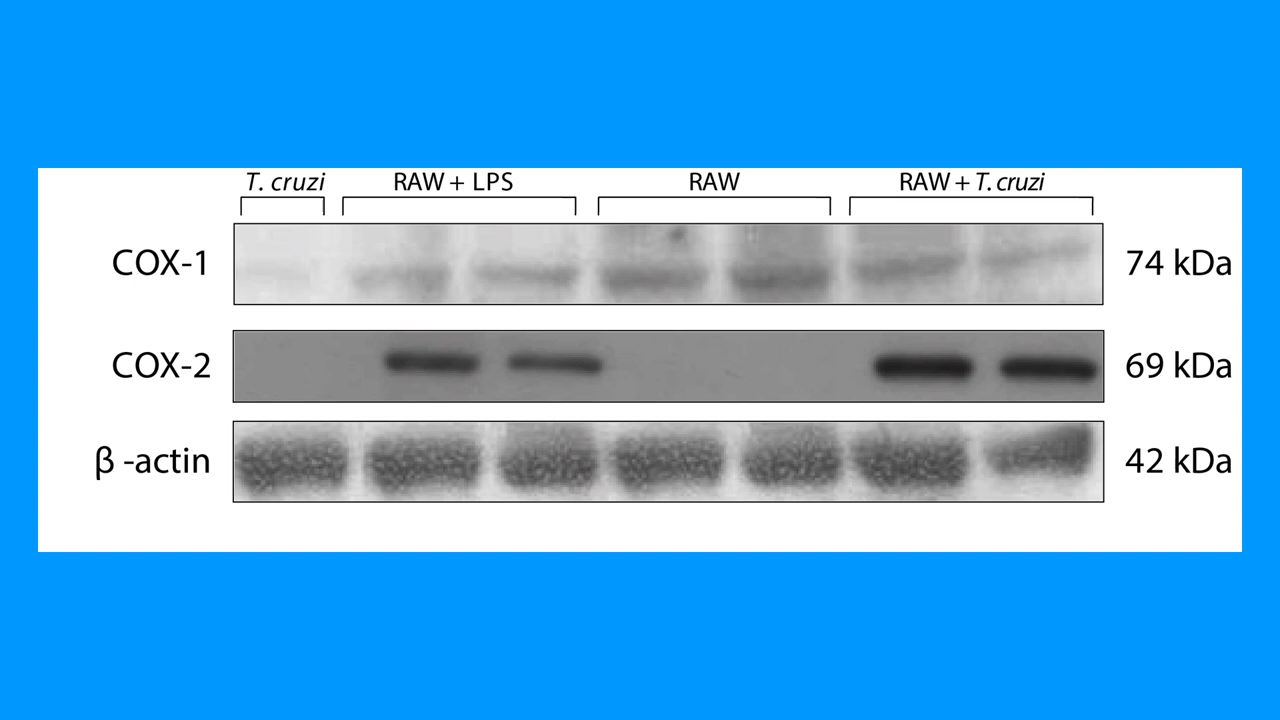 T. cruzi RAW + LPS RAW RAW + T. cruzi
COX-1 74 kDa
COX-2 69 kDa
β -actin 42 kDa